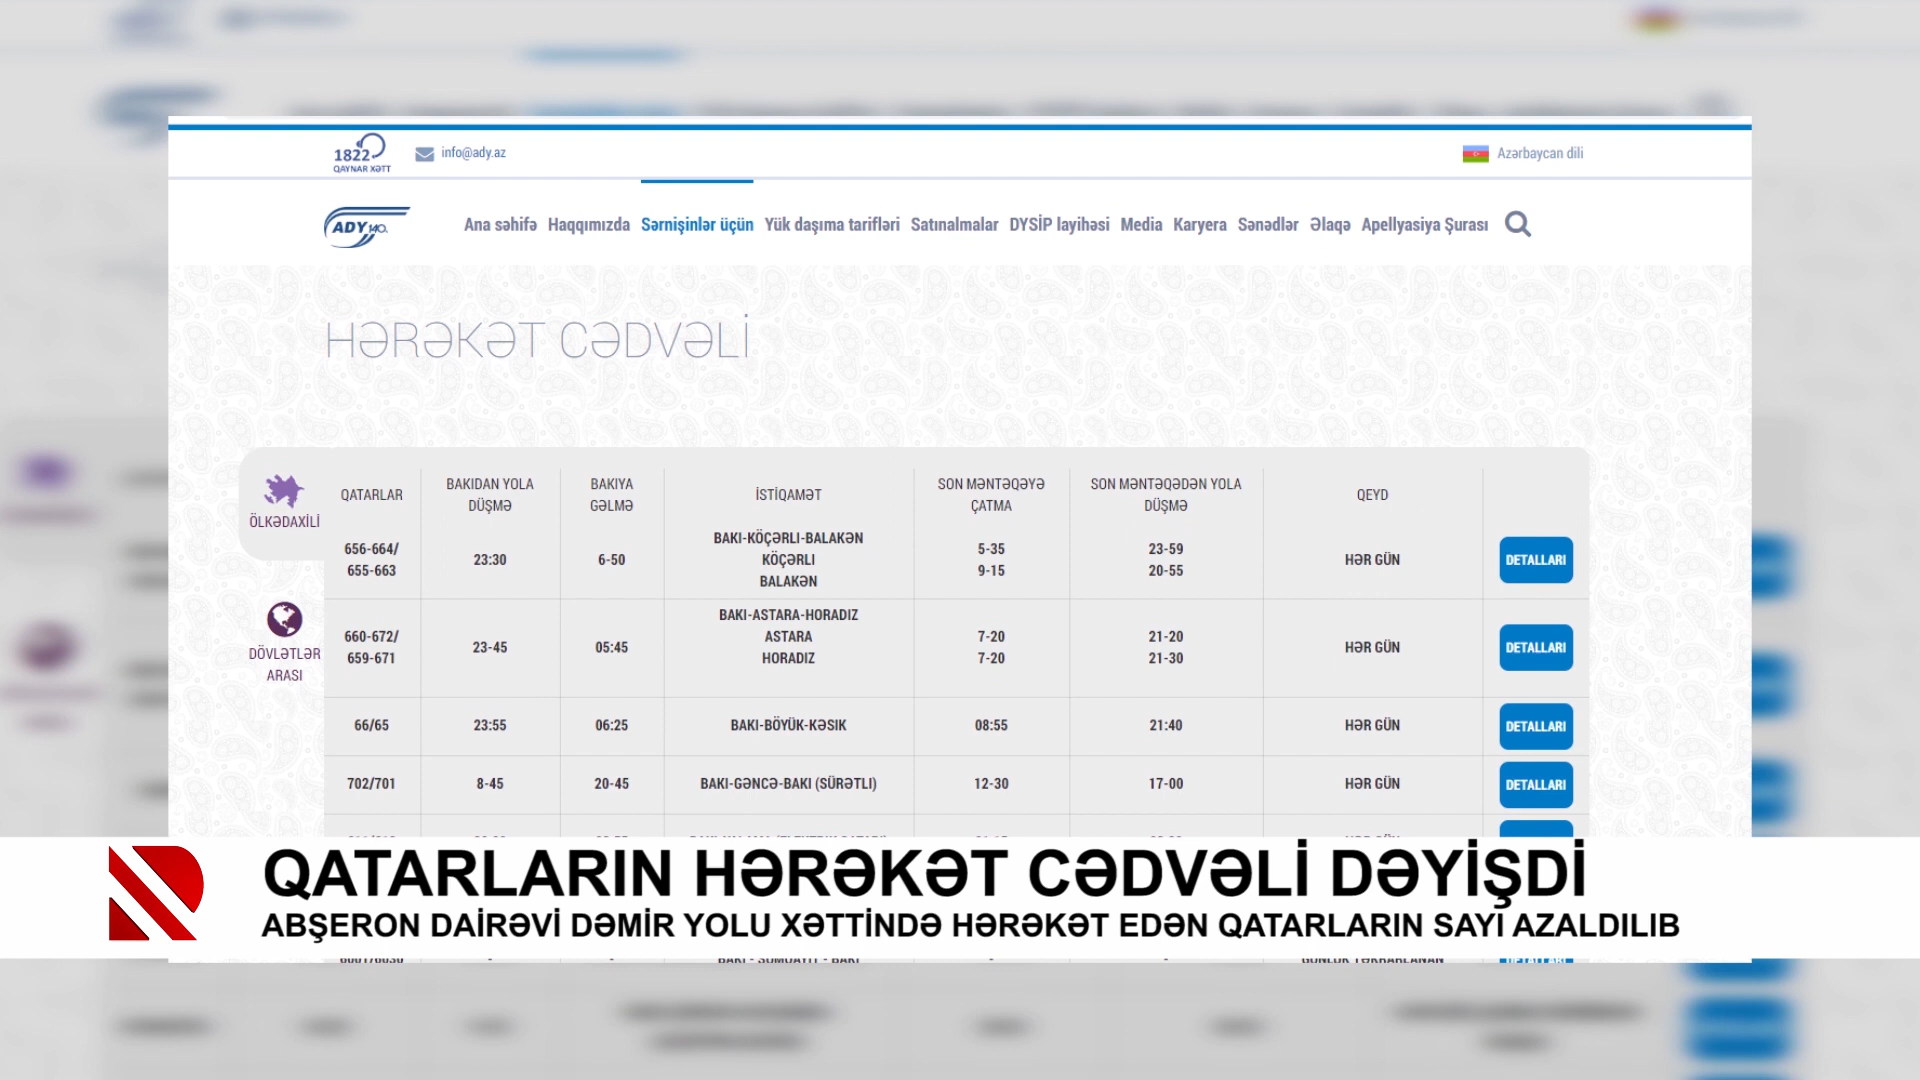 1822
QAYNAR XƏTT
info@ady.az
Azərbaycan dili
ADY 140.
Ana səhifə Haqqımızda Sərnişinlər üçün Yük daşıma tarifləri Satınalmalar DYSİP layihəsi Media Karyera Sənədlər Əlaqə Apellyasiya Şurası
HƏRƏKƏT CƏDVƏLİ
ÖLKƏDAXİLİ
DÖVLƏTLƏR
ARASI
QATARLAR
BAKIDAN YOLA
DÜŞMƏ
BAKIYA
GƏLMƏ
İSTİQAMƏT
SON MƏNTƏQƏYƏ
ÇATMA
SON MƏNTƏQƏDƏN YOLA
DÜŞMƏ
QEYD
656-664/
655-663
23:30
6-50
BAKI-KÖÇƏRLI-BALAKƏN
KÖÇƏRLI
BALAKƏN
5-35
9-15
23-59
20-55
HƏR GÜN
DETALLARI
660-672/
659-671
23-45
05:45
BAKI-ASTARA-HORADIZ
ASTARA
HORADIZ
7-20
7-20
21-20
21-30
HƏR GÜN
DETALLARI
66/65
23:55
06:25
BAKI-BÖYÜK-KƏSIK
08:55
21:40
HƏR GÜN
DETALLARI
702/701
8-45
20-45
BAKI-GƏNCƏ-BAKI (SÜRƏTLI)
12-30
17-00
HƏR GÜN
DETALLARI
QATARLARIN HƏRƏKƏT CƏDVƏLİ DƏYİŞDİ
ABŞERON DAİRƏVİ DƏMİR YOLU XƏTTİNDƏ HƏRƏKƏT EDƏN QATARLARIN SAYI AZALDILIB